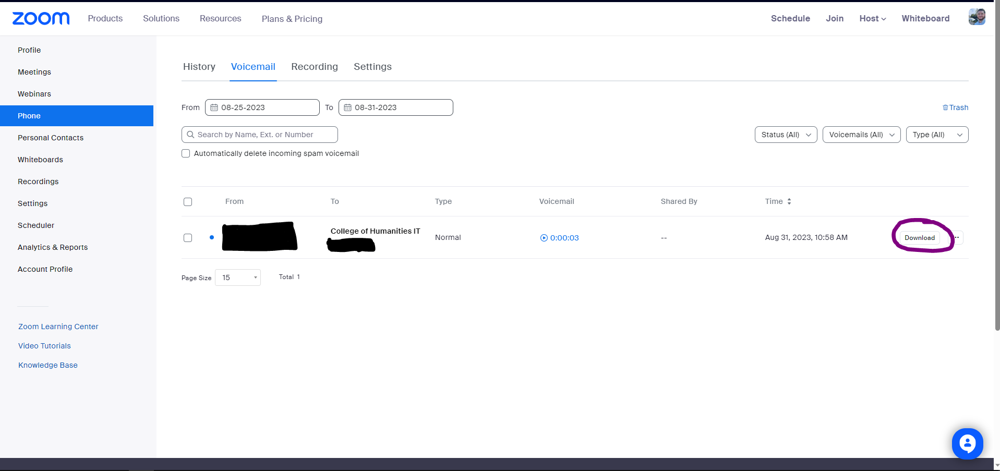 zoom Products Solutions Resources Plans & Pricing Schedule Join Host Whiteboard
Profile
Meetings
Webinars
Phone
Personal Contacts
Whiteboards
Recordings
Settings
Scheduler
Analytics & Reports
Account Profile
Zoom Learning Center
Video Tutorials
Knowledge Base
History Voicemail Recording Settings
From 08-25-2023 To 08-31-2023 Trash
Search by Name, Ext. or Number Status (All) Voicemails (All) Type (All)
Automatically delete incoming spam voicemail
From To Type Voicemail Shared By Time
College of Humanities IT
Normal 0:00:03 -- Aug 31, 2023, 10:58 AM Download
Page Size 15 Total 1